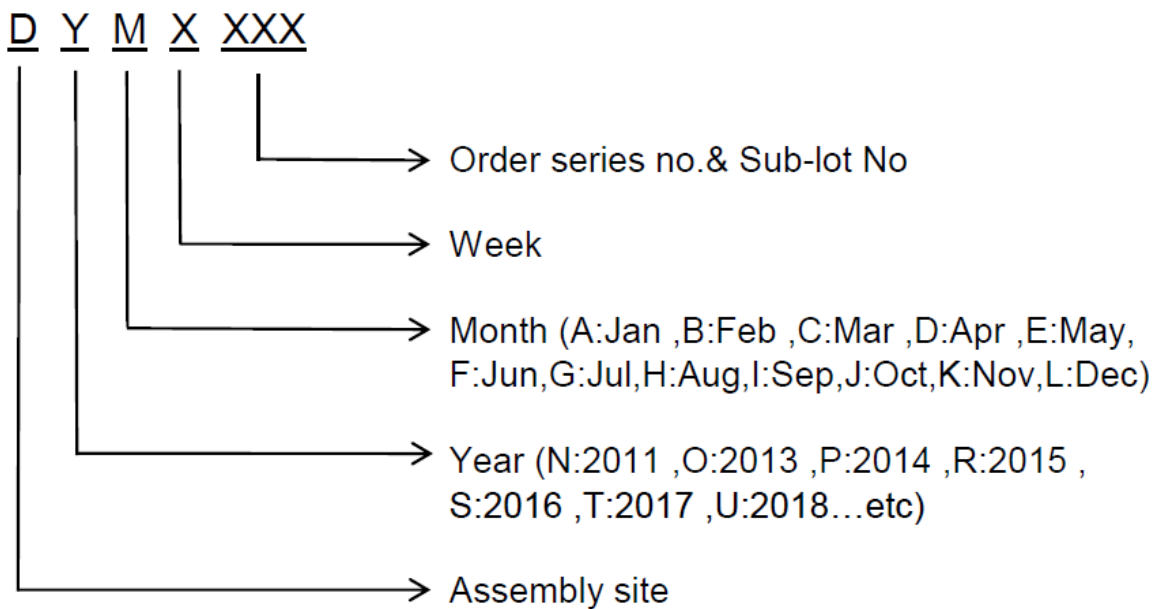 D Y M X XXX
Order series no.& Sub-lot No
Week
Month (A:Jan ,B:Feb ,C:Mar ,D:Apr ,E:May,
F:Jun,G:Jul,H:Aug,I:Sep,J:Oct,K:Nov,L:Dec)
Year (N:2011 ,O:2013 ,P:2014 ,R:2015 ,
S:2016 ,T:2017 ,U:2018...etc)
Assembly site